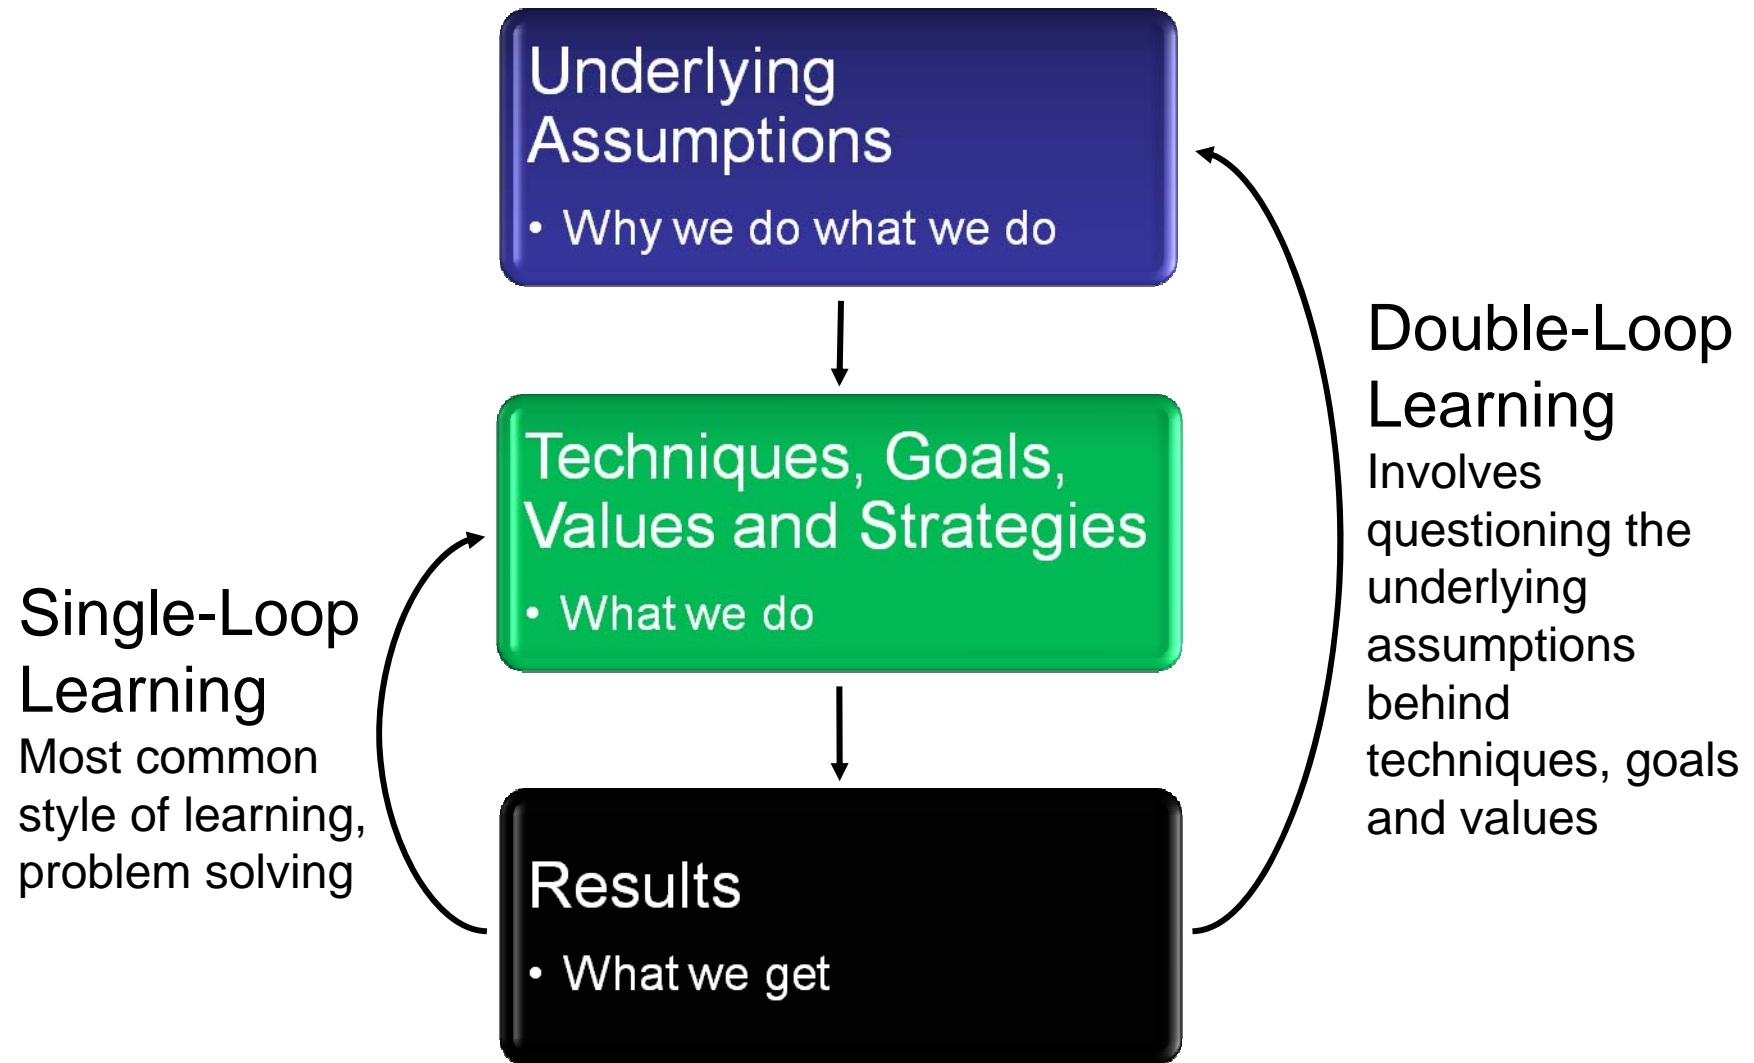 Underlying
Assumptions
• Why we do what we do
Techniques, Goals,
Values and Strategies
• What we do
Results
• What we get
Single-Loop
Learning
Most common
style of learning,
problem solving
Double-Loop
Learning
Involves
questioning the
underlying
assumptions
behind
techniques, goals
and values